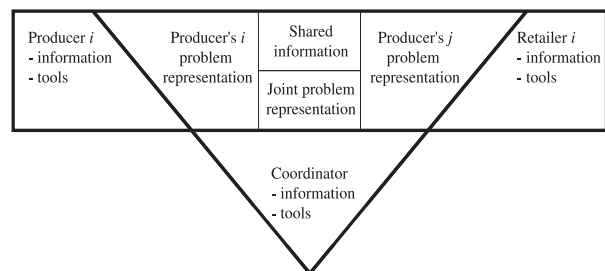 Producer i
- information
- tools
Producer's i
problem
representation
Shared
information
Joint problem
representation
Producer's j
problem
representation
Retailer i
- information
- tools
Coordinator
- information
- tools